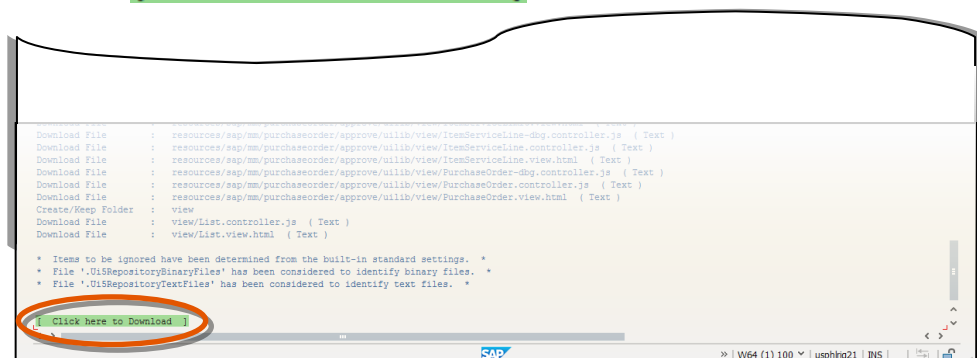 Download File : resources/sap/mm/purchaseorder/approve/uilib/view/ItemServiceLine-dbg.controller.js ( Text )
Download File : resources/sap/mm/purchaseorder/approve/uilib/view/ItemServiceLine.controller.js ( Text )
Download File : resources/sap/mm/purchaseorder/approve/uilib/view/ItemServiceLine.view.html ( Text )
Download File : resources/sap/mm/purchaseorder/approve/uilib/view/PurchaseOrder-dbg.controller.js ( Text )
Download File : resources/sap/mm/purchaseorder/approve/uilib/view/PurchaseOrder.controller.js ( Text )
Download File : resources/sap/mm/purchaseorder/approve/uilib/view/PurchaseOrder.view.html ( Text )
Create/Keep Folder : view
Download File : view/List.controller.js ( Text )
Download File : view/List.view.html ( Text )
* Items to be ignored have been determined from the built-in standard settings. *
* File '.Ui5RepositoryBinaryFiles' has been considered to identify binary files. *
* File '.Ui5RepositoryTextFiles' has been considered to identify text files. *
[ Click here to Download ]
SAP
» | W64 (1) 100 | usphlrig21 | INS |